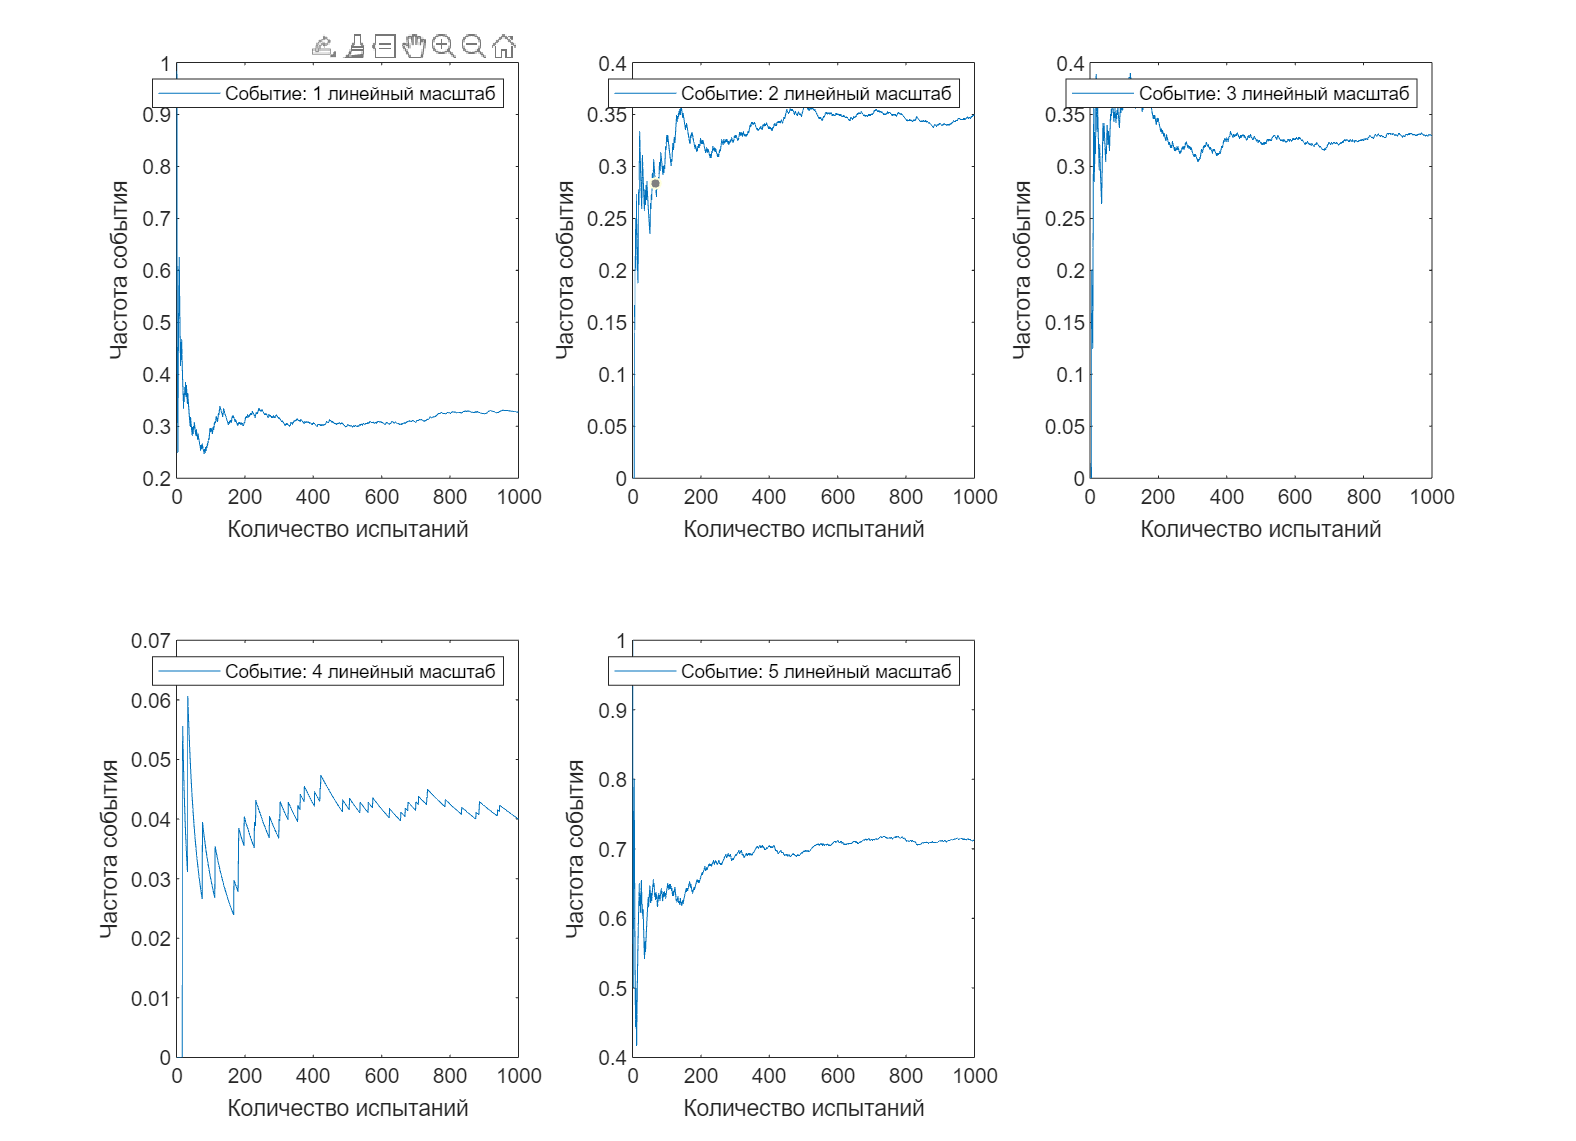 Событие: 1 линейный масштаб
1
0.9
0.8
0.7
0.6
0.5
0.4
0.3
0.2
0 200 400 600 800 1000
Частота события
Количество испытаний
Событие: 2 линейный масштаб
0.4
0.35
0.3
0.25
0.2
0.15
0.1
0.05
0
0 200 400 600 800 1000
Частота события
Количество испытаний
Событие: 3 линейный масштаб
0.4
0.35
0.3
0.25
0.2
0.15
0.1
0.05
0
0 200 400 600 800 1000
Частота события
Количество испытаний
Событие: 4 линейный масштаб
0.07
0.06
0.05
0.04
0.03
0.02
0.01
0
0 200 400 600 800 1000
Частота события
Количество испытаний
Событие: 5 линейный масштаб
1
0.9
0.8
0.7
0.6
0.5
0.4
0 200 400 600 800 1000
Частота события
Количество испытаний